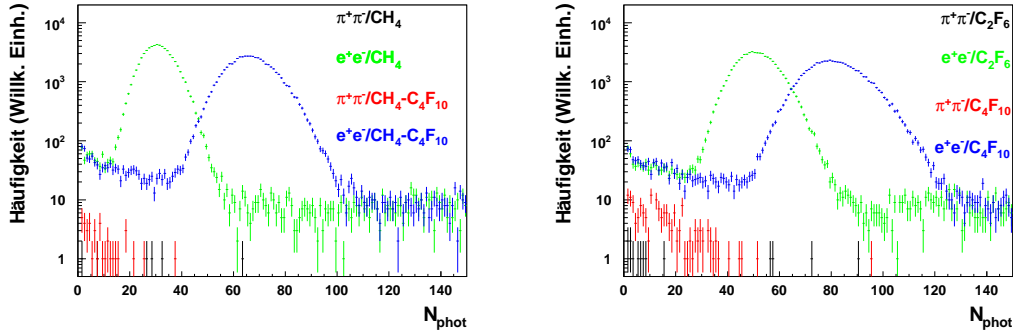 Häufigkeit (Willk. Einh.)
10⁴
10³
10²
10
1
π⁺π⁻/CH₄
e⁺e⁻/CH₄
π⁺π⁻/CH₄-C₄F₁₀
e⁺e⁻/CH₄-C₄F₁₀
0 20 40 60 80 100 120 140
N_phot
Häufigkeit (Willk. Einh.)
10⁴
10³
10²
10
1
π⁺π⁻/C₂F₆
e⁺e⁻/C₂F₆
π⁺π⁻/C₄F₁₀
e⁺e⁻/C₄F₁₀
0 20 40 60 80 100 120 140
N_phot